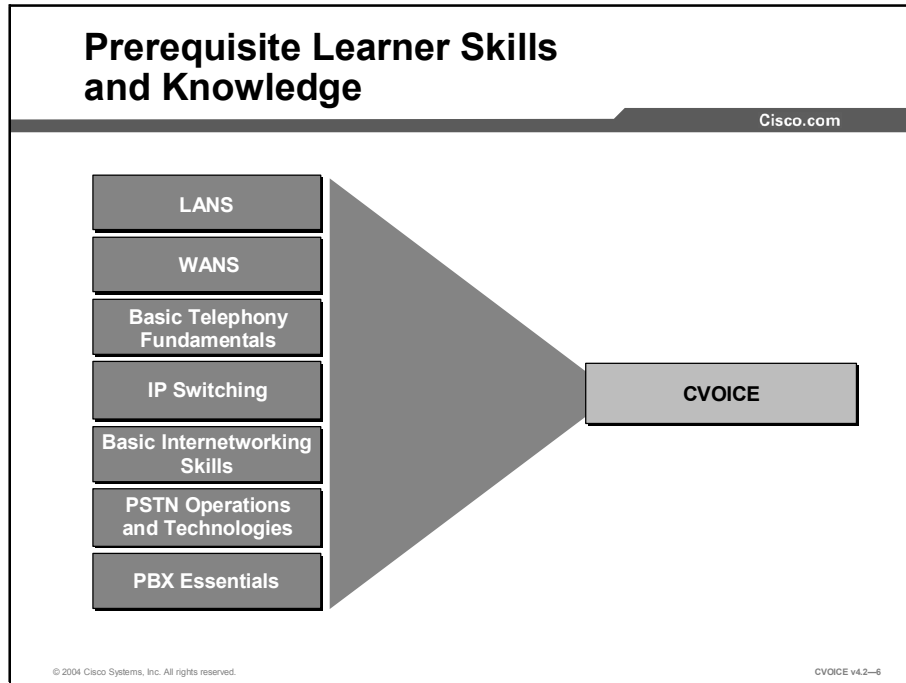 Prerequisite Learner Skills
and Knowledge
Cisco.com
LANS
WANS
Basic Telephony
Fundamentals
IP Switching
Basic Internetworking
Skills
PSTN Operations
and Technologies
PBX Essentials
CVOICE
© 2004 Cisco Systems, Inc. All rights reserved.
CVOICE v4.2—6